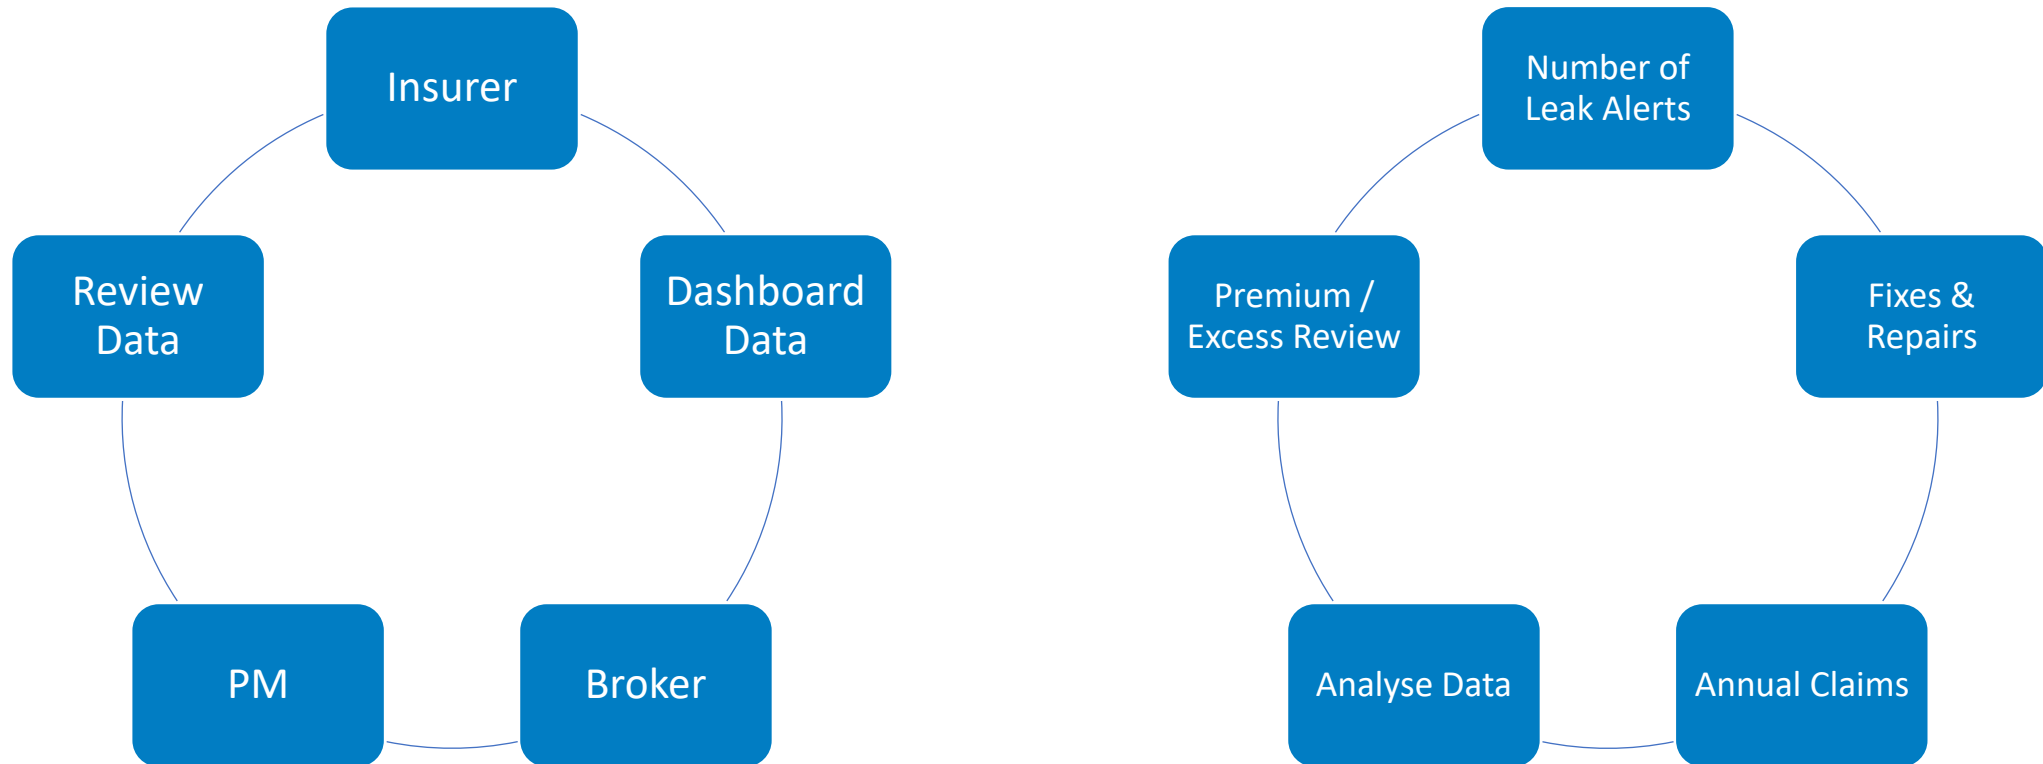 Insurer
Dashboard
Data
Broker
PM
Review
Data
Number of
Leak Alerts
Fixes &
Repairs
Annual Claims
Analyse Data
Premium /
Excess Review